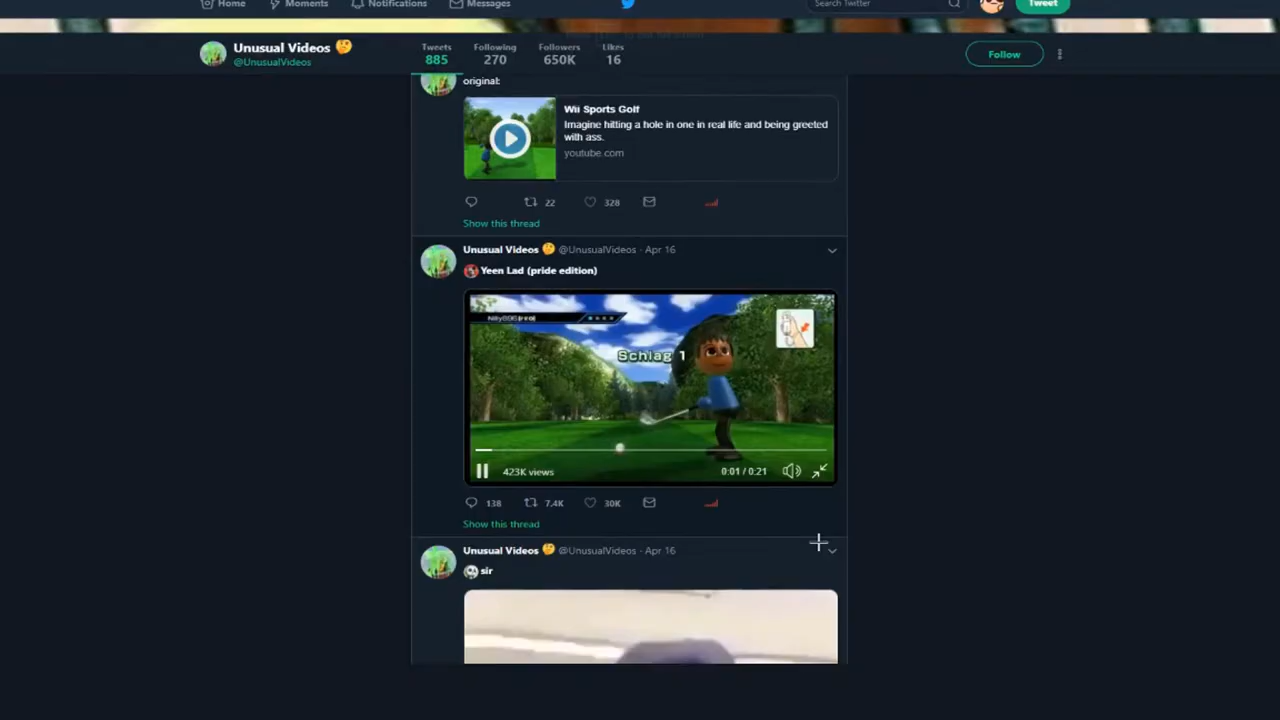 Home Moments Notifications Messages Search Twitter Tweet
Unusual Videos 🤔
@UnusualVideos
Tweets Following Followers Likes
885 270 650K 16
Follow
original:
Wii Sports Golf
Imagine hitting a hole in one in real life and being greeted
with ass.
youtube.com
22 328
Show this thread
Unusual Videos 🤔 @UnusualVideos · Apr 16
Yeen Lad (pride edition)
Schlag 1
423K views 0:01 / 0:21
138 7.4K 30K
Show this thread
Unusual Videos 🤔 @UnusualVideos · Apr 16
sir